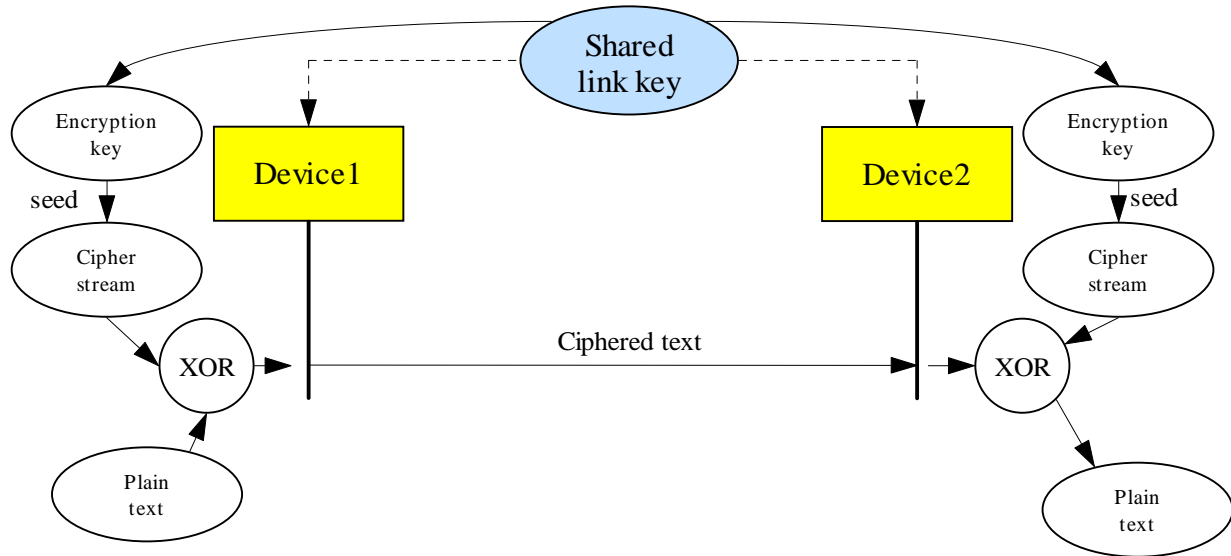 Shared
link key
Encryption
key
Encryption
key
Device1
Device2
seed
seed
Cipher
stream
Cipher
stream
Ciphered text
XOR
XOR
Plain
text
Plain
text